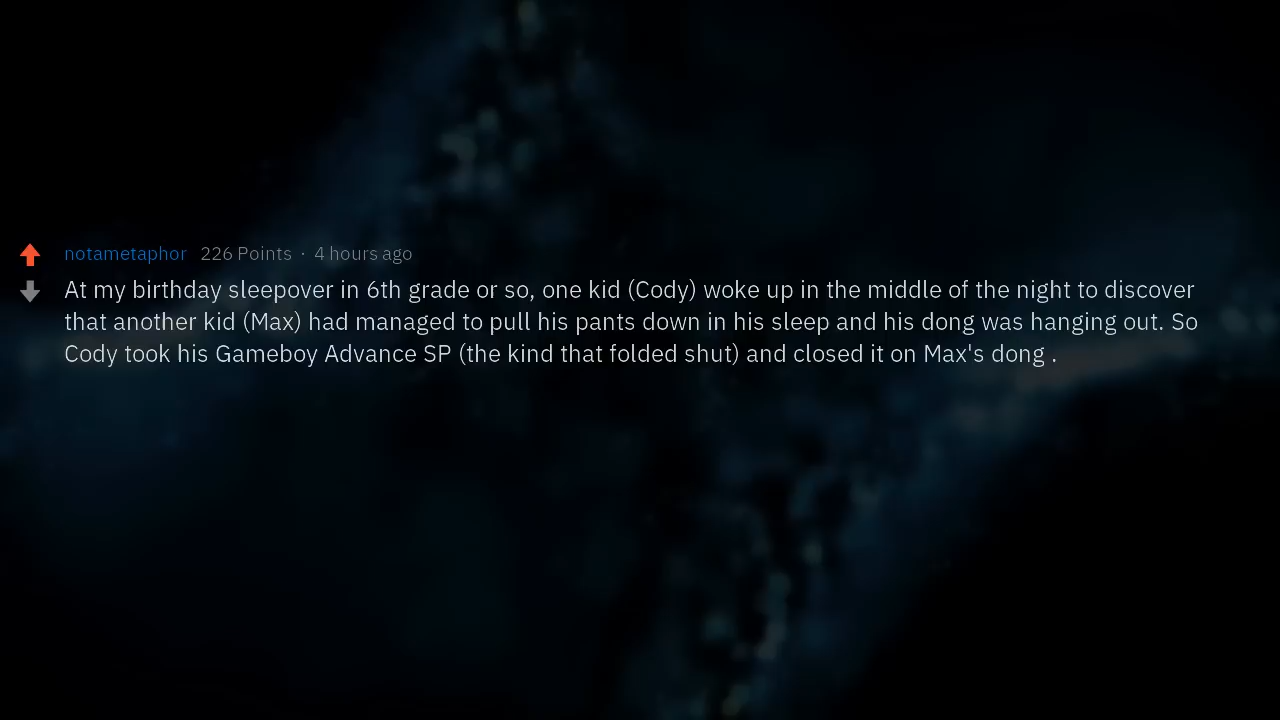 notametaphor 226 Points · 4 hours ago
At my birthday sleepover in 6th grade or so, one kid (Cody) woke up in the middle of the night to discover
that another kid (Max) had managed to pull his pants down in his sleep and his dong was hanging out. So
Cody took his Gameboy Advance SP (the kind that folded shut) and closed it on Max's dong .